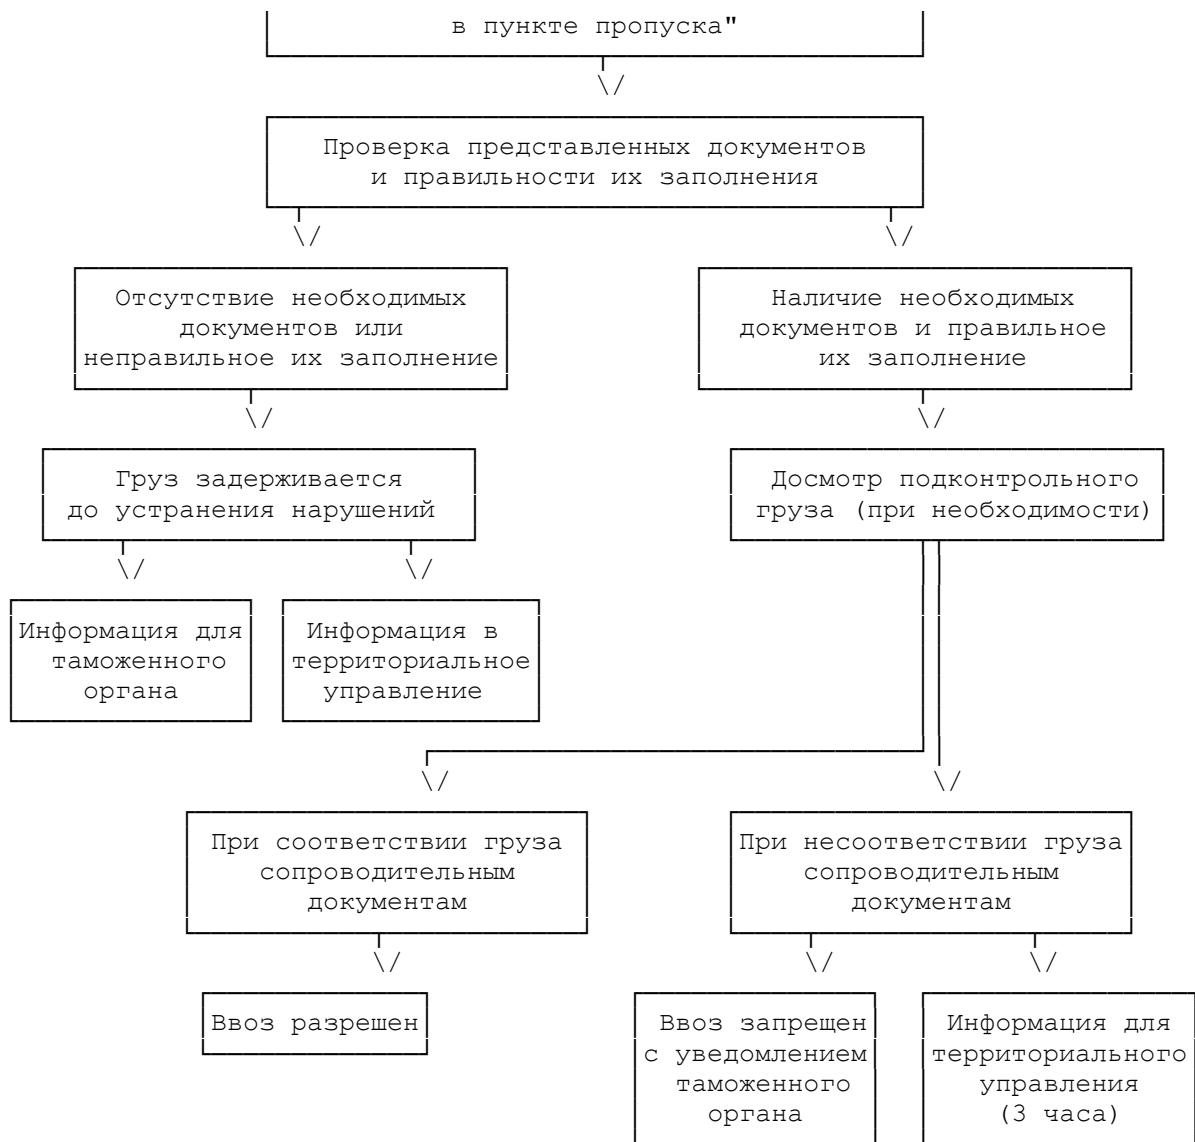 в пункте пропуска"
\/
Проверка представленных документов
и правильности их заполнения
\/
\/
Отсутствие необходимых
документов или
неправильное их заполнение
Наличие необходимых
документов и правильное
их заполнение
\/
\/
Груз задерживается
до устранения нарушений
Досмотр подконтрольного
груза (при необходимости)
\/
\/
Информация для
таможенного
органа
Информация в
территориальное
управление
\/
\/
При соответствии груза
сопроводительным
документам
При несоответствии груза
сопроводительным
документам
\/
\/
\/
Ввоз разрешен
Ввоз запрещен
с уведомлением
таможенного
органа
Информация для
территориального
управления
(3 часа)